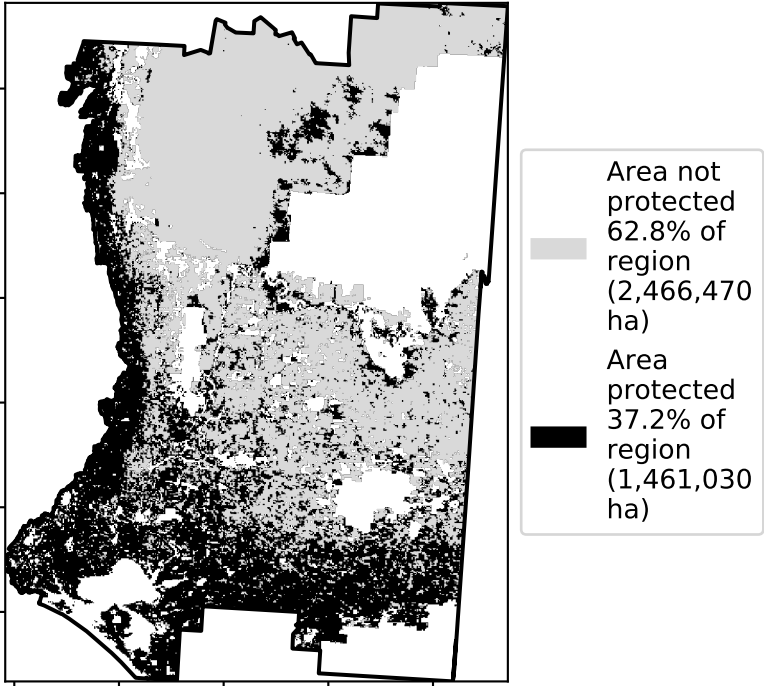 Area not
protected
62.8% of
region
(2,466,470
ha)
Area
protected
37.2% of
region
(1,461,030
ha)